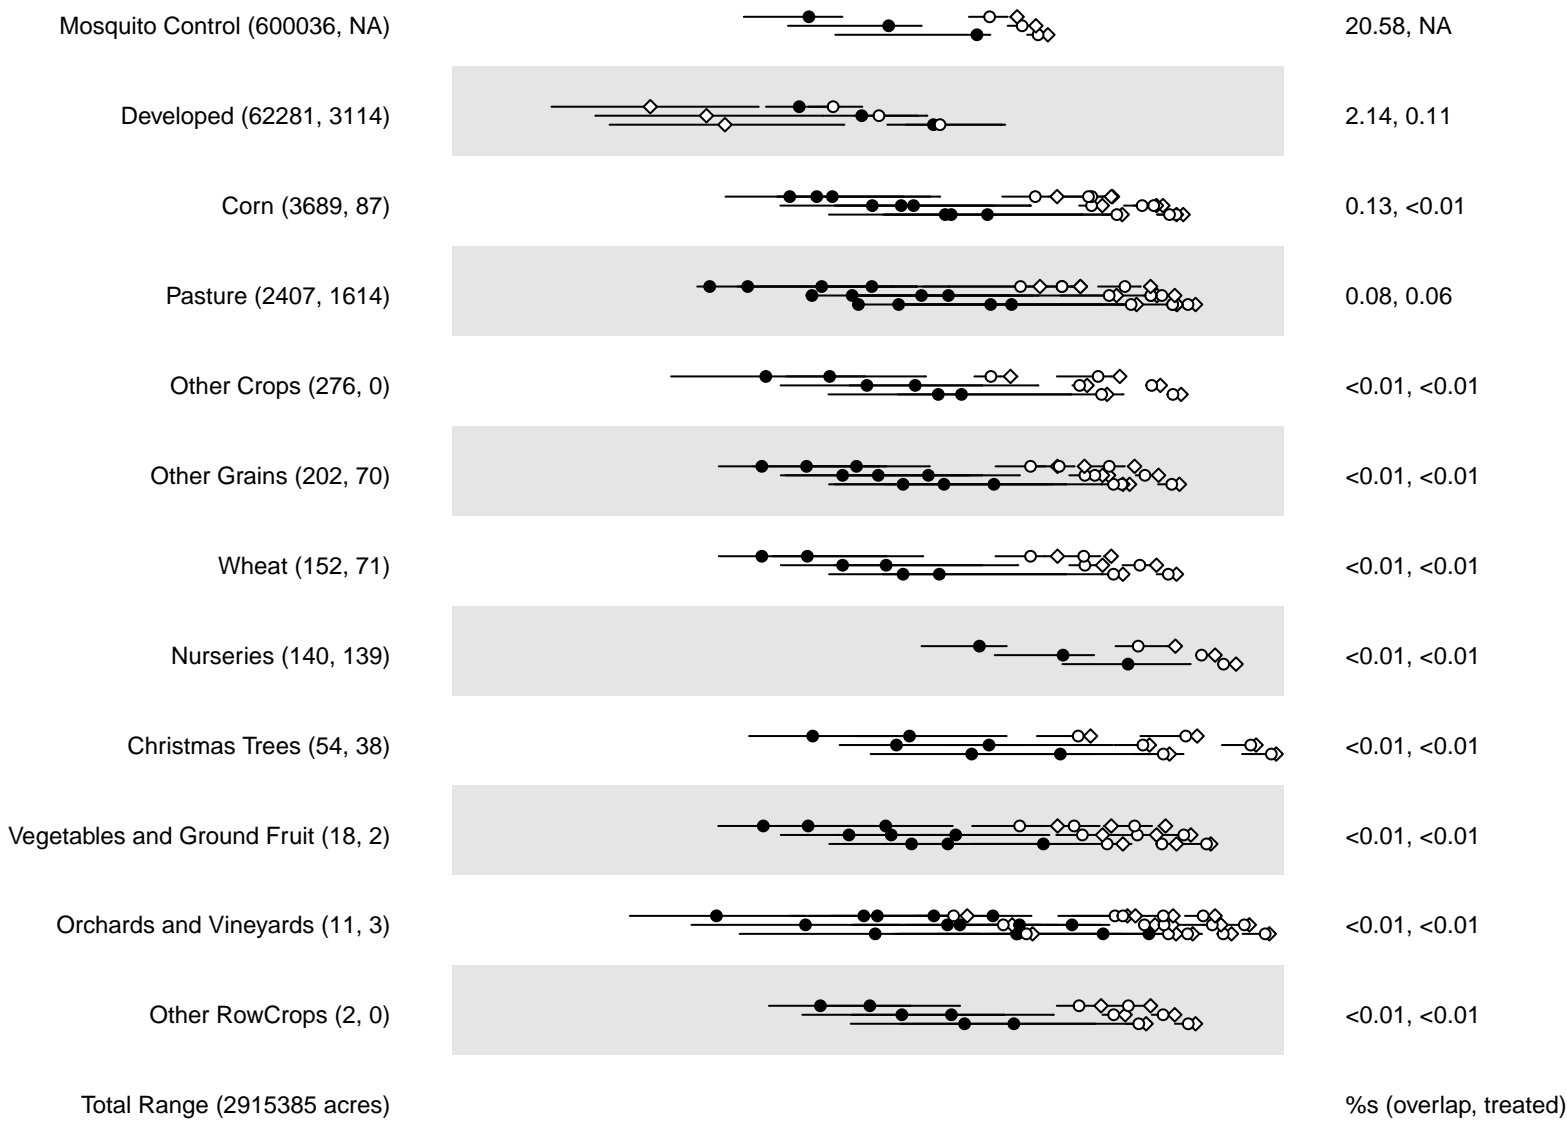 Mosquito Control (600036, NA) 20.58, NA
Developed (62281, 3114) 2.14, 0.11
Corn (3689, 87) 0.13, <0.01
Pasture (2407, 1614) 0.08, 0.06
Other Crops (276, 0) <0.01, <0.01
Other Grains (202, 70) <0.01, <0.01
Wheat (152, 71) <0.01, <0.01
Nurseries (140, 139) <0.01, <0.01
Christmas Trees (54, 38) <0.01, <0.01
Vegetables and Ground Fruit (18, 2) <0.01, <0.01
Orchards and Vineyards (11, 3) <0.01, <0.01
Other RowCrops (2, 0) <0.01, <0.01
Total Range (2915385 acres) %s (overlap, treated)